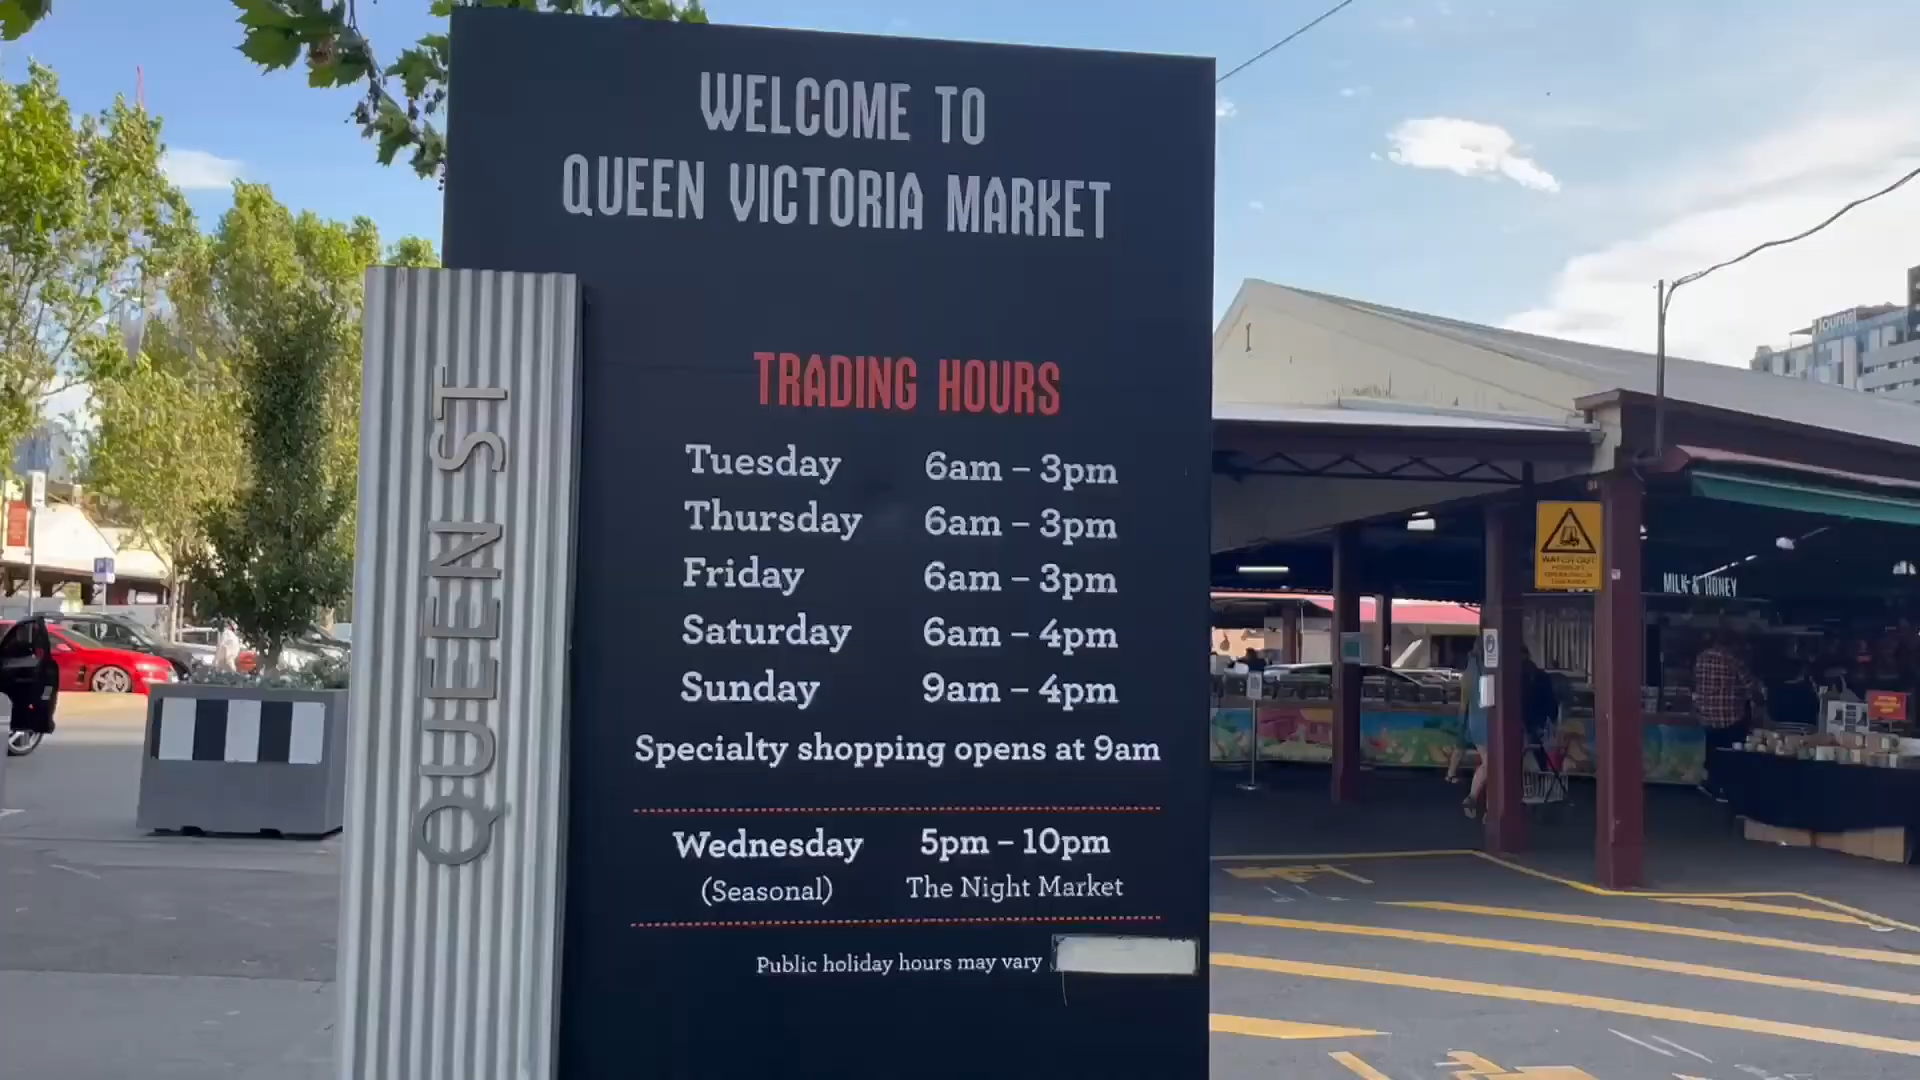 WELCOME TO
QUEEN VICTORIA MARKET
QUEEN ST
TRADING HOURS
Tuesday 6am – 3pm
Thursday 6am – 3pm
Friday 6am – 3pm
Saturday 6am – 4pm
Sunday 9am – 4pm
Specialty shopping opens at 9am
Wednesday 5pm – 10pm
(Seasonal) The Night Market
Public holiday hours may vary
WATCH OUT
MILK & HONEY